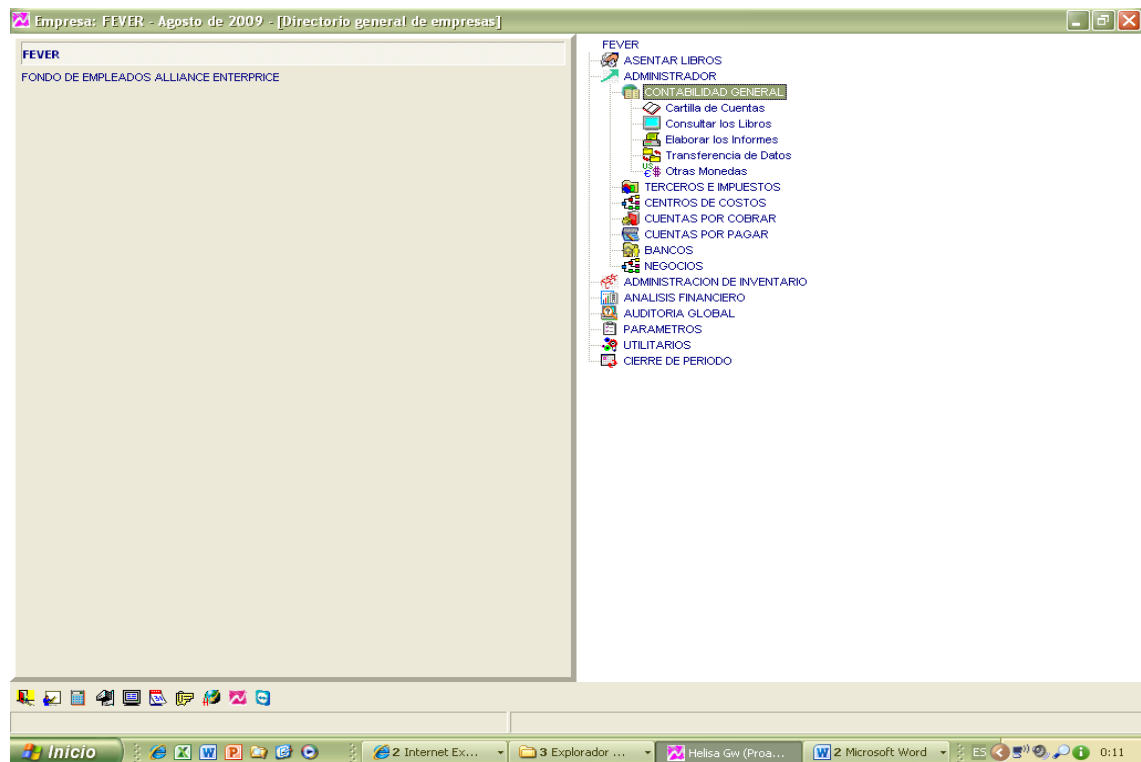 Empresa: FEVER - Agosto de 2009 - [Directorio general de empresas]
FEVER
FONDO DE EMPLEADOS ALLIANCE ENTERPRICE
FEVER
ASENTAR LIBROS
ADMINISTRADOR
CONTABILIDAD GENERAL
Cartilla de Cuentas
Consultar los Libros
Elaborar los Informes
Transferencia de Datos
Otras Monedas
TERCEROS E IMPUESTOS
CENTROS DE COSTOS
CUENTAS POR COBRAR
CUENTAS POR PAGAR
BANCOS
NEGOCIOS
ADMINISTRACION DE INVENTARIO
ANALISIS FINANCIERO
AUDITORIA GLOBAL
PARAMETROS
UTILITARIOS
CIERRE DE PERIODO
Inicio 2 Internet Ex... 3 Explorador ... Helisa Gw (Proa... 2 Microsoft Word ES 0:11